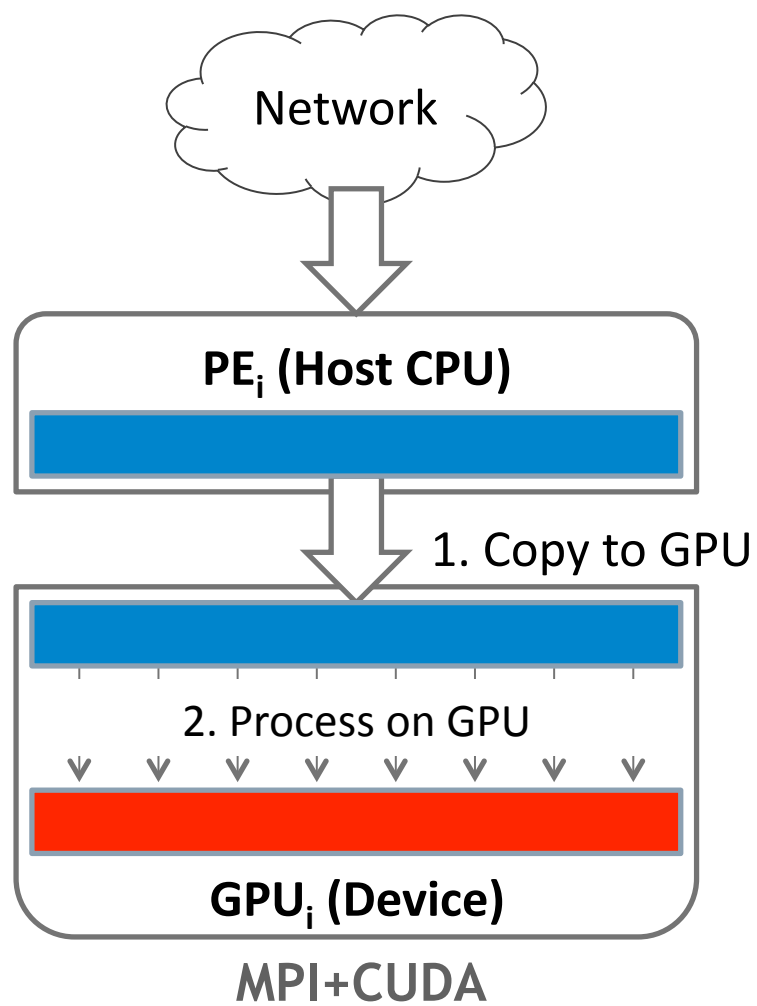 Network
PEi (Host CPU)
1. Copy to GPU
2. Process on GPU
GPUi (Device)
MPI+CUDA